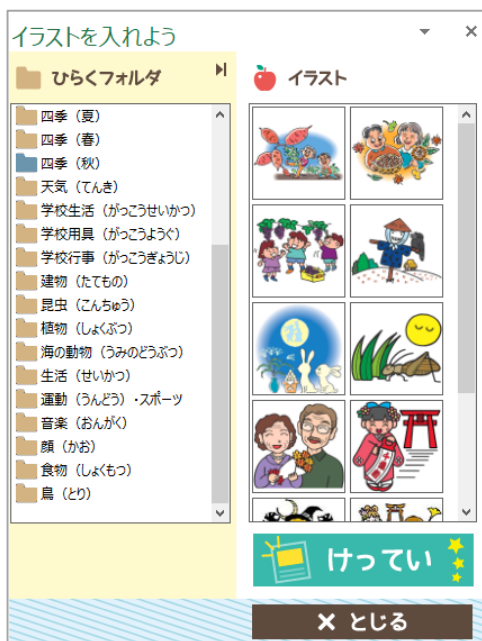 イラストを入れよう
ひらくフォルダ
イラスト
四季（夏）
四季（春）
四季（秋）
天気（てんき）
学校生活（がっこうせいかつ）
学校用具（がっこうようぐ）
学校行事（がっこうぎょうじ）
建物（たてもの）
昆虫（こんちゅう）
植物（しょくぶつ）
海の動物（うみのどうぶつ）
生活（せいかつ）
運動（うんどう）・スポーツ
音楽（おんがく）
顔（かお）
食物（しょくもつ）
鳥（とり）
けってい
とじる